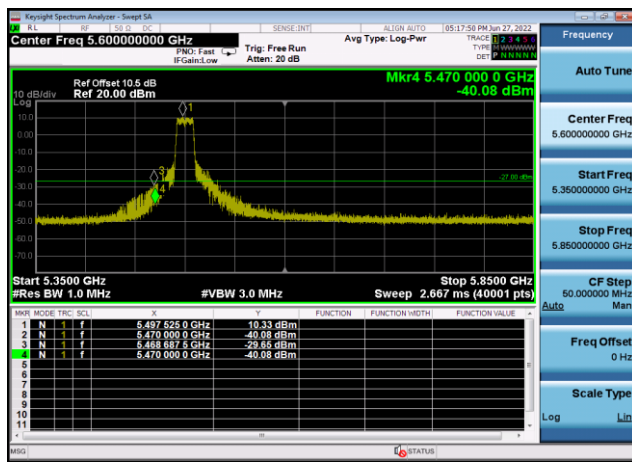 Keysight Spectrum Analyzer - Swept SA
RL RF 50 Ω DC SENSE:INT ALIGN AUTO 05:17:50 PM Jun 27, 2022
Center Freq 5.600000000 GHz
PNO: Fast
IFGain:Low
Trig: Free Run
Atten: 20 dB
Avg Type: Log-Pwr
TRACE 1 2 3 4 5 6
TYPE M WWWWW
DET P N N N N N
Ref Offset 10.5 dB
10 dB/div Ref 20.00 dBm
Mkr4 5.470 000 0 GHz
-40.08 dBm
Log
10.0
0.00
-10.0
-20.0
-30.0
-40.0
-50.0
-60.0
-70.0
1
3
4
-27.00 dBm
Start 5.3500 GHz Stop 5.8500 GHz
#Res BW 1.0 MHz #VBW 3.0 MHz Sweep 2.667 ms (40001 pts)
MKR MODE TRC SCL X Y FUNCTION FUNCTION WIDTH FUNCTION VALUE
1 N 1 f 5.497 525 0 GHz 10.33 dBm
2 N 1 f 5.470 000 0 GHz -40.08 dBm
3 N 1 f 5.468 687 5 GHz -29.65 dBm
4 N 1 f 5.470 000 0 GHz -40.08 dBm
5
6
7
8
9
10
11
MSG STATUS
Frequency
Auto Tune
Center Freq
5.600000000 GHz
Start Freq
5.350000000 GHz
Stop Freq
5.850000000 GHz
CF Step
50.000000 MHz
Auto Man
Freq Offset
0 Hz
Scale Type
Log Lin